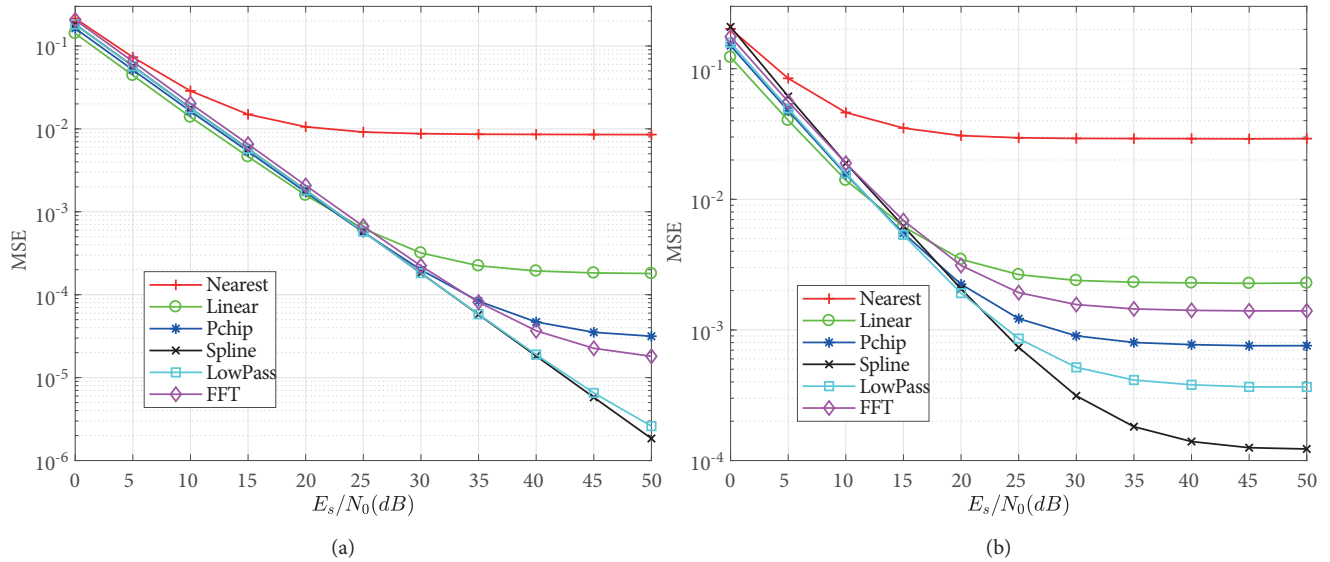 10^{-1}
10^{-2}
10^{-3}
10^{-4}
10^{-5}
10^{-6}
MSE
0 5 10 15 20 25 30 35 40 45 50
E_s/N_0(dB)
Nearest
Linear
Pchip
Spline
LowPass
FFT
(a)
10^{-1}
10^{-2}
10^{-3}
10^{-4}
MSE
0 5 10 15 20 25 30 35 40 45 50
E_s/N_0(dB)
Nearest
Linear
Pchip
Spline
LowPass
FFT
(b)